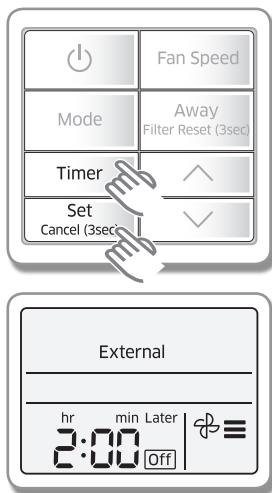 Fan Speed
Mode
Away
Filter Reset (3sec)
Timer
Set
Cancel (3sec)
External
hr min Later
2:00 Off